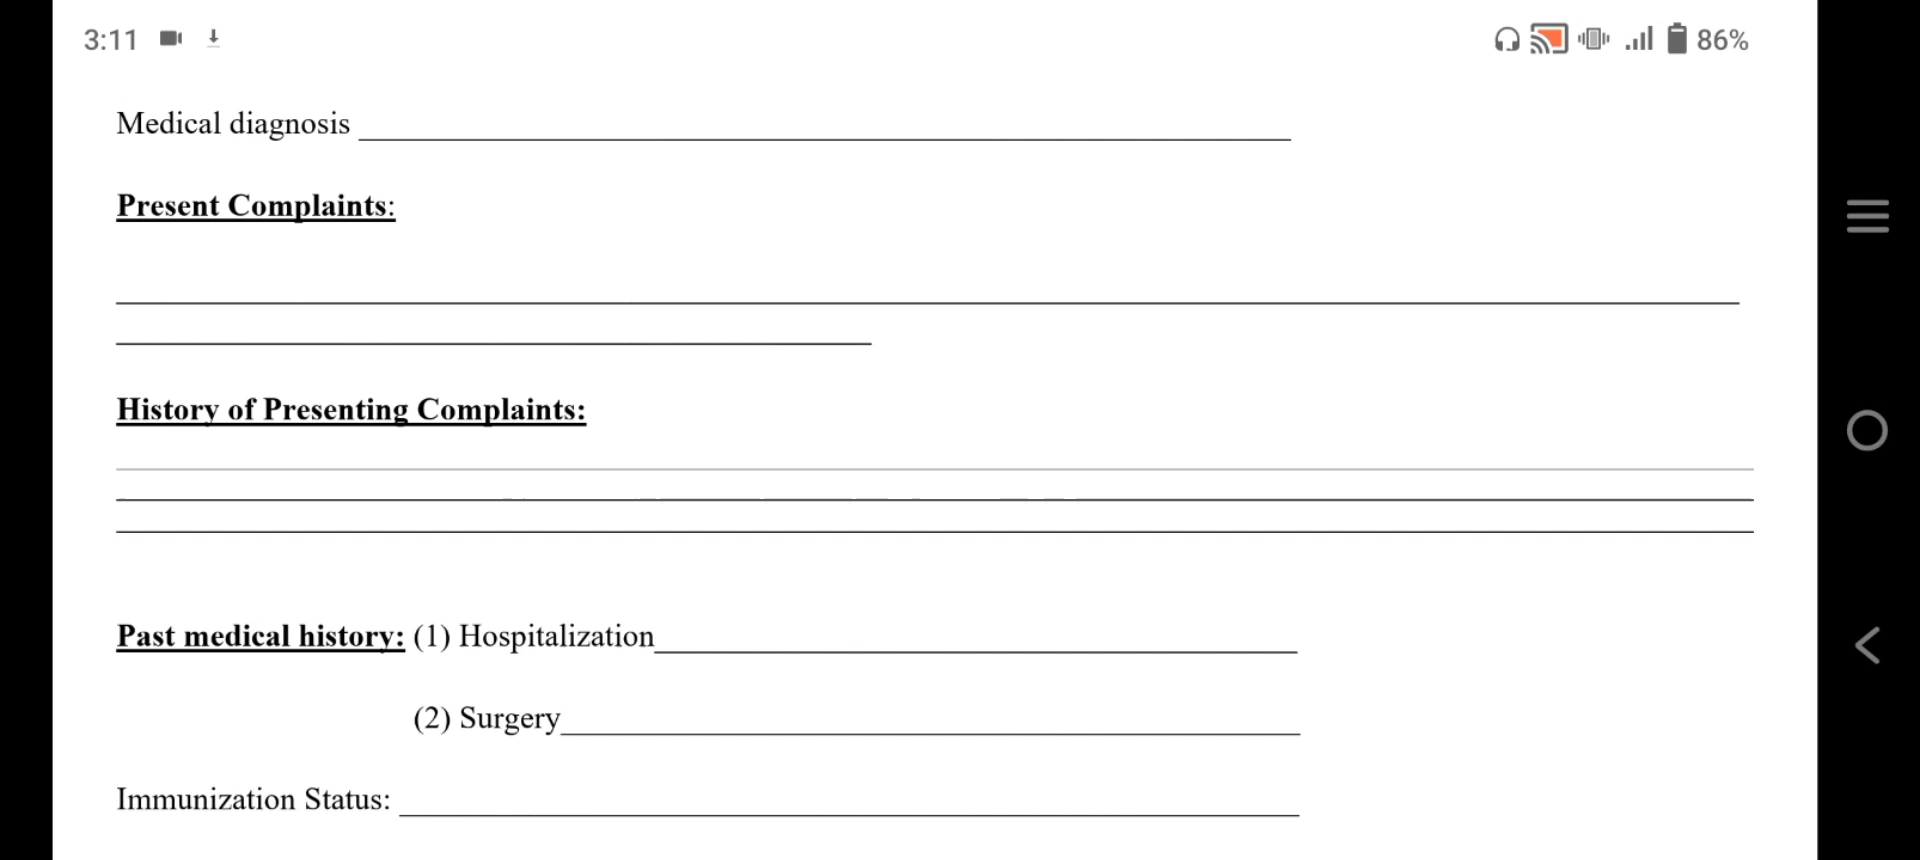 3:11
86%
Medical diagnosis
Present Complaints:
History of Presenting Complaints:
Past medical history: (1) Hospitalization
(2) Surgery
Immunization Status: